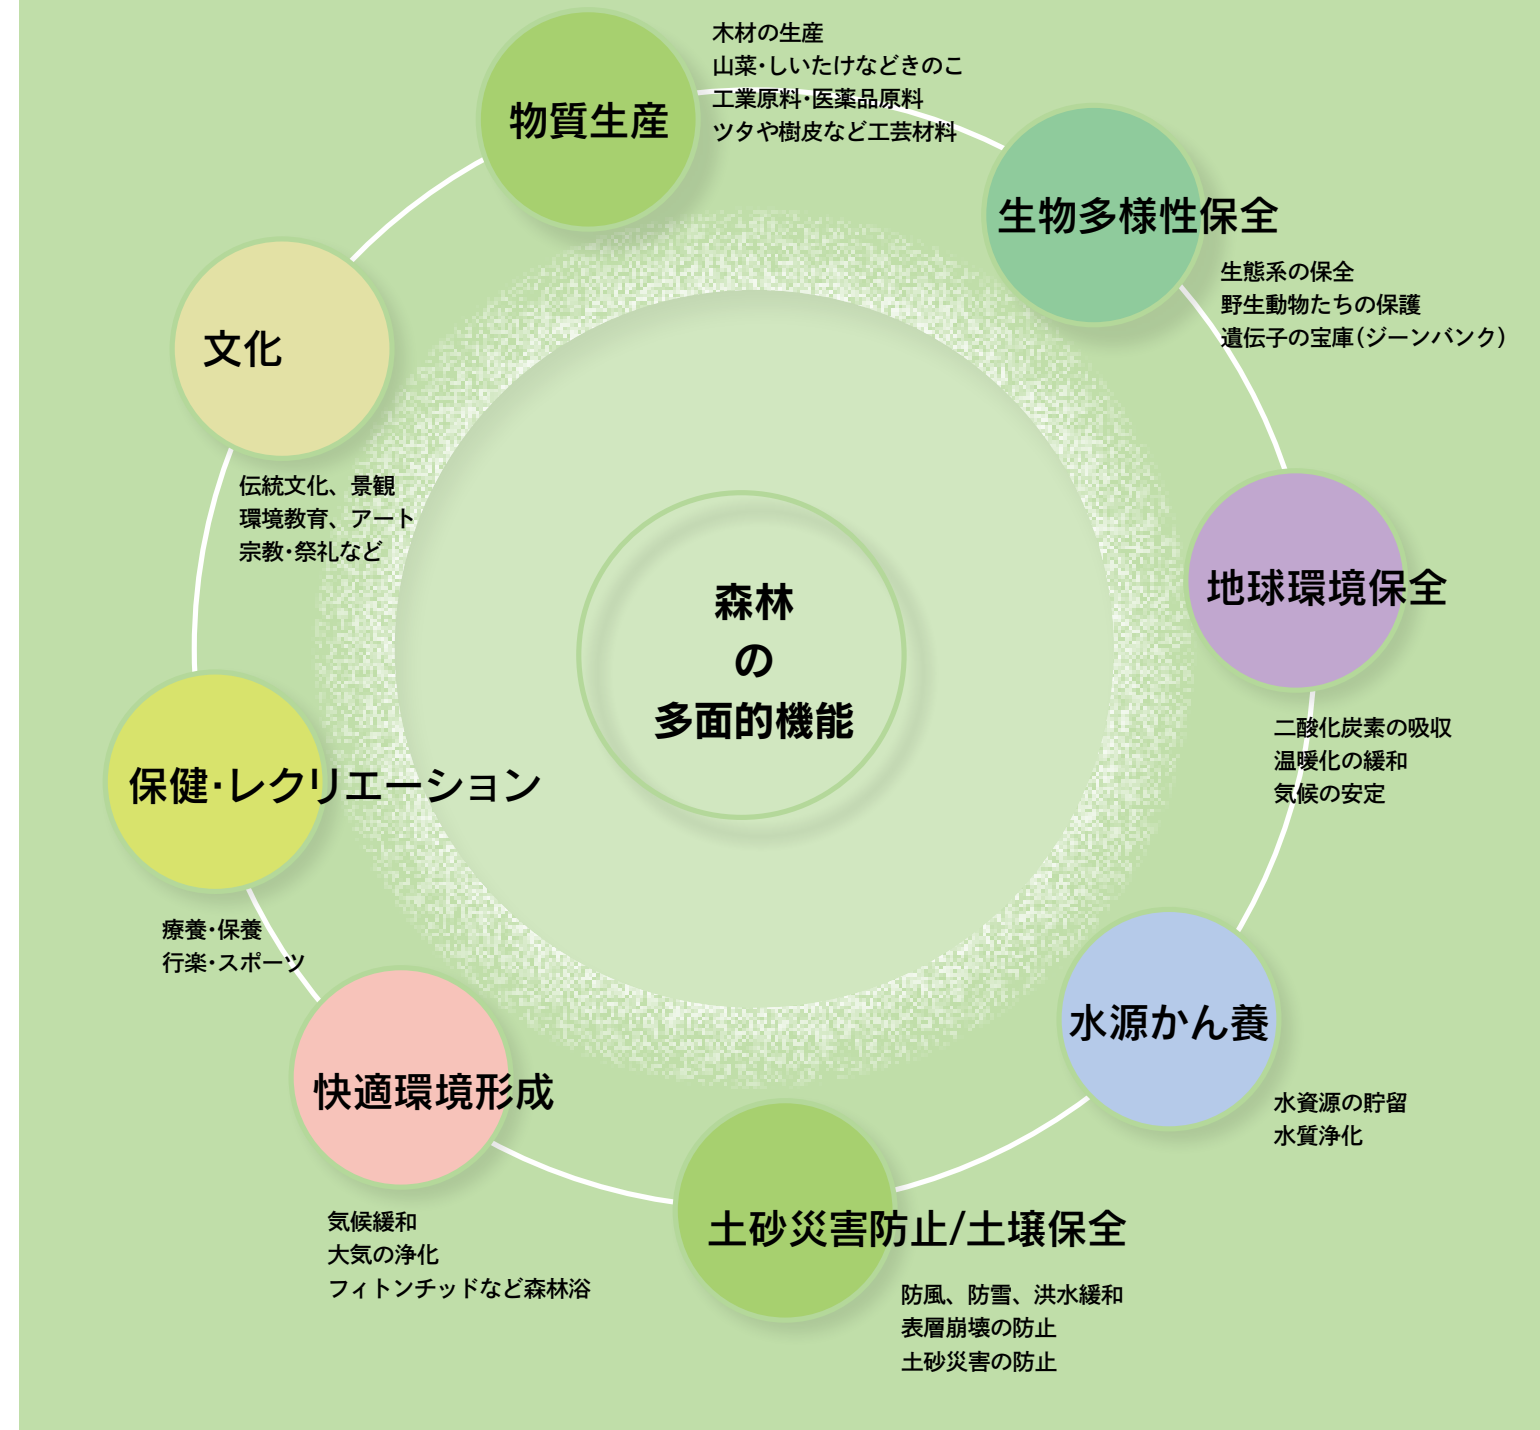 物質生産
木材の生産
山菜・しいたけなどきのこ
工業原料・医薬品原料
ツタや樹皮など工芸材料
生物多様性保全
生態系の保全
野生動物たちの保護
遺伝子の宝庫(ジーンバンク)
地球環境保全
二酸化炭素の吸収
温暖化の緩和
気候の安定
水源かん養
水資源の貯留
水質浄化
土砂災害防止/土壌保全
防風、防雪、洪水緩和
表層崩壊の防止
土砂災害の防止
快適環境形成
気候緩和
大気の浄化
フィトンチッドなど森林浴
保健・レクリエーション
療養・保養
行楽・スポーツ
文化
伝統文化、景観
環境教育、アート
宗教・祭礼など
森林
の
多面的機能